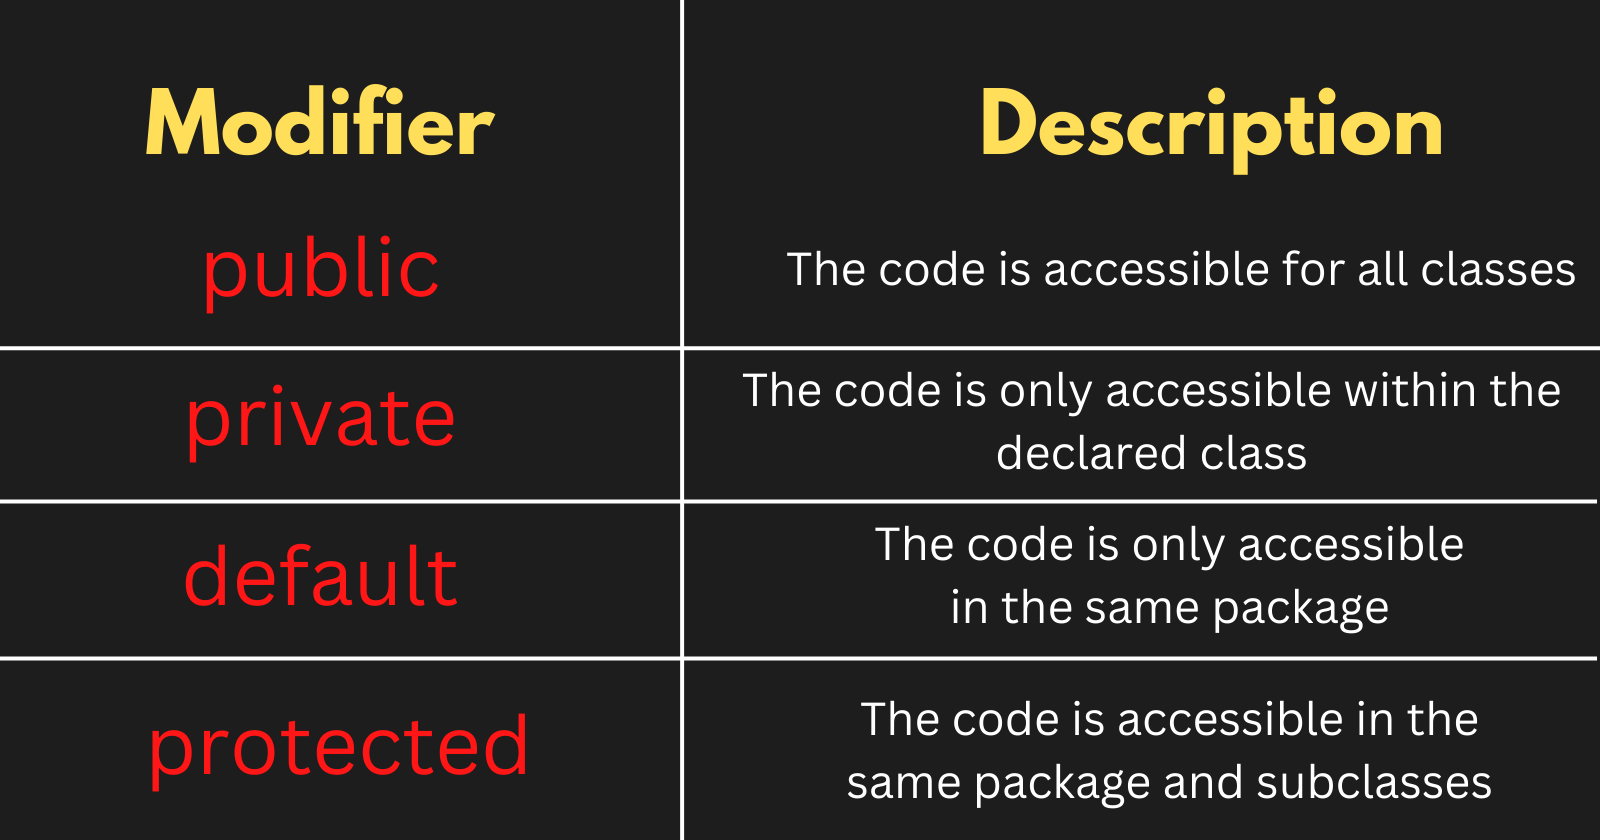 Modifier
Description
public
The code is accessible for all classes
private
The code is only accessible within the
declared class
default
The code is only accessible
in the same package
protected
The code is accessible in the
same package and subclasses